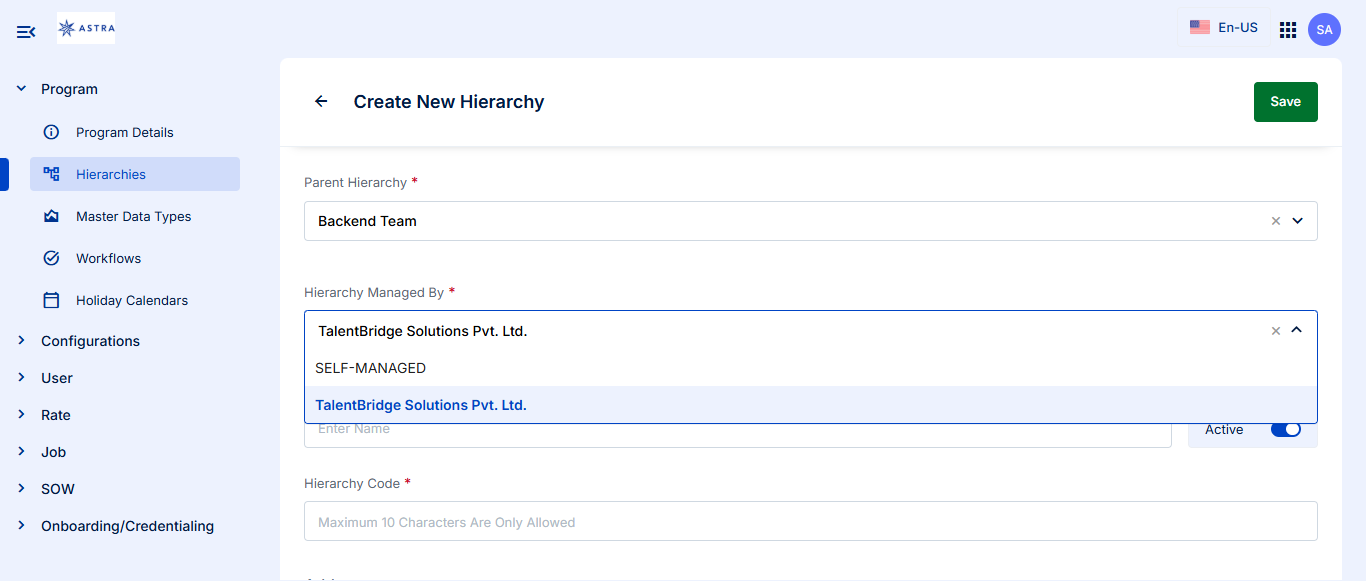 ASTRA
En-US
SA
Program
Program Details
Hierarchies
Master Data Types
Workflows
Holiday Calendars
Configurations
User
Rate
Job
SOW
Onboarding/Credentialing
Create New Hierarchy
Save
Parent Hierarchy *
Backend Team
Hierarchy Managed By *
TalentBridge Solutions Pvt. Ltd.
SELF-MANAGED
TalentBridge Solutions Pvt. Ltd.
Enter Name
Active
Hierarchy Code *
Maximum 10 Characters Are Only Allowed